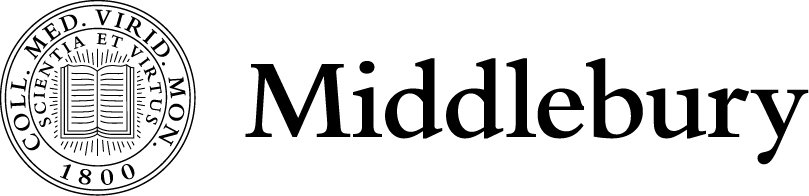 COLL. MED. VIRID. MON.
SCIENTIA ET VIRTUS.
1800
Middlebury